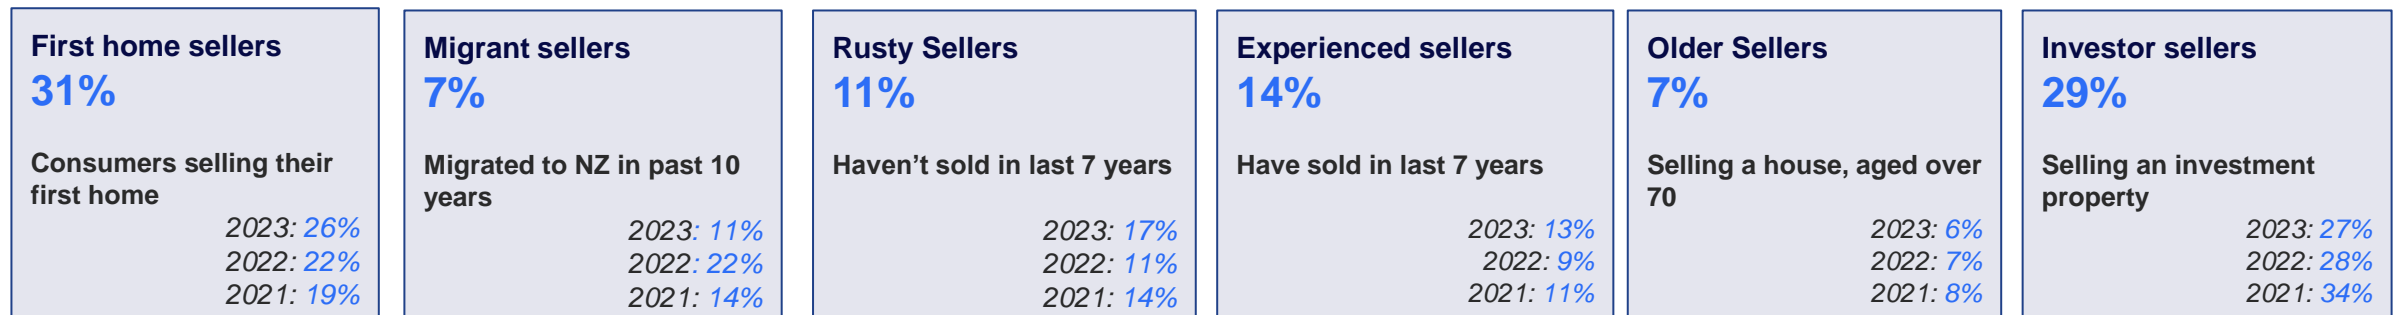 First home sellers
31%
Consumers selling their
first home
2023: 26%
2022: 22%
2021: 19%
Migrant sellers
7%
Migrated to NZ in past 10
years
2023: 11%
2022: 22%
2021: 14%
Rusty Sellers
11%
Haven’t sold in last 7 years
2023: 17%
2022: 11%
2021: 14%
Experienced sellers
14%
Have sold in last 7 years
2023: 13%
2022: 9%
2021: 11%
Older Sellers
7%
Selling a house, aged over
70
2023: 6%
2022: 7%
2021: 8%
Investor sellers
29%
Selling an investment
property
2023: 27%
2022: 28%
2021: 34%